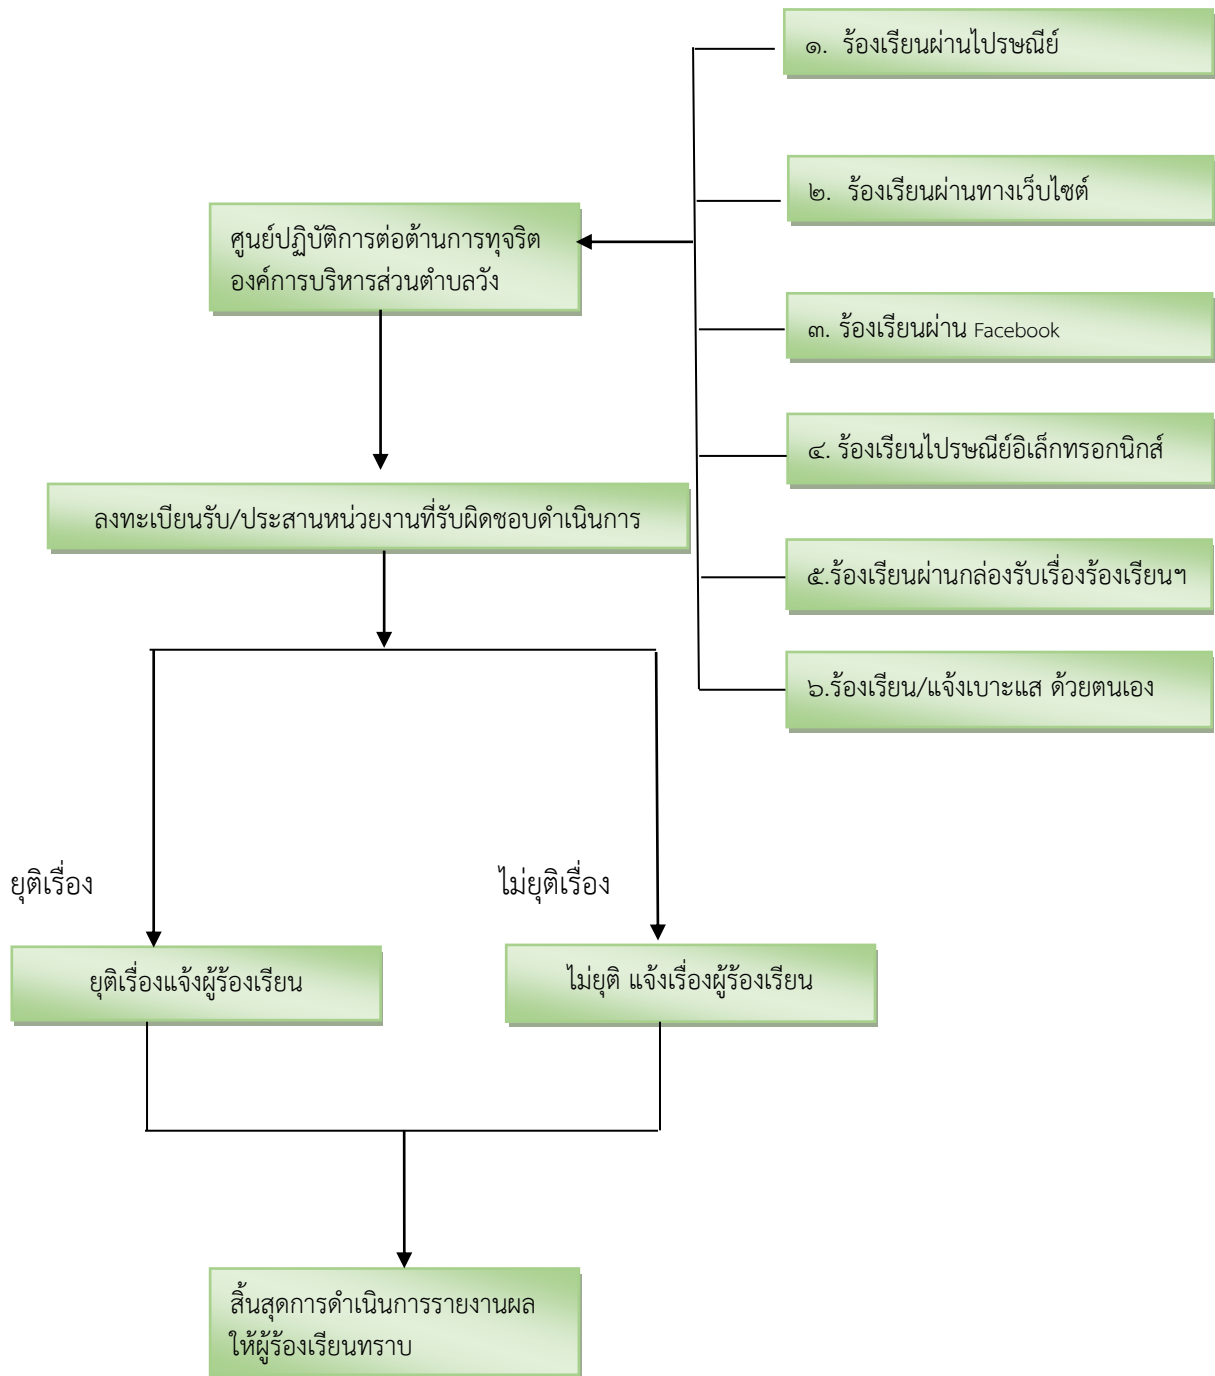 ๑. ร้องเรียนผ่านไปรษณีย์
๒. ร้องเรียนผ่านทางเว็บไซต์
ศูนย์ปฏิบัติการต่อต้านการทุจริต
องค์การบริหารส่วนตำบลวัง
๓. ร้องเรียนผ่าน Facebook
๔. ร้องเรียนไปรษณีย์อิเล็กทรอกนิกส์
ลงทะเบียนรับ/ประสานหน่วยงานที่รับผิดชอบดำเนินการ
๕.ร้องเรียนผ่านกล่องรับเรื่องร้องเรียนฯ
๖.ร้องเรียน/แจ้งเบาะแส ด้วยตนเอง
ยุติเรื่อง
ไม่ยุติเรื่อง
ยุติเรื่องแจ้งผู้ร้องเรียน
ไม่ยุติ แจ้งเรื่องผู้ร้องเรียน
สิ้นสุดการดำเนินการรายงานผล
ให้ผู้ร้องเรียนทราบ